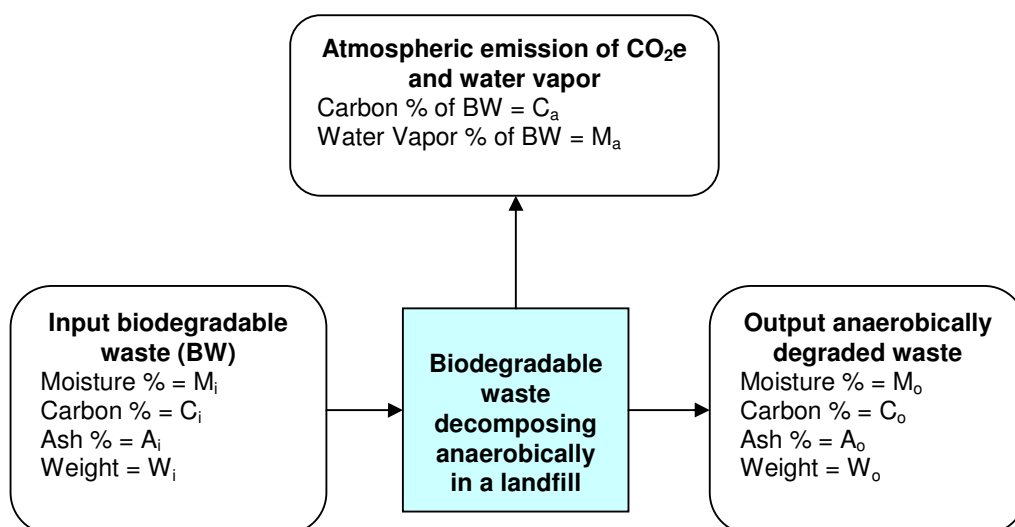 Atmospheric emission of CO₂e
and water vapor
Carbon % of BW = Cₐ
Water Vapor % of BW = Mₐ
Input biodegradable
waste (BW)
Moisture % = Mᵢ
Carbon % = Cᵢ
Ash % = Aᵢ
Weight = Wᵢ
Biodegradable
waste
decomposing
anaerobically
in a landfill
Output anaerobically
degraded waste
Moisture % = Mₒ
Carbon % = Cₒ
Ash % = Aₒ
Weight = Wₒ